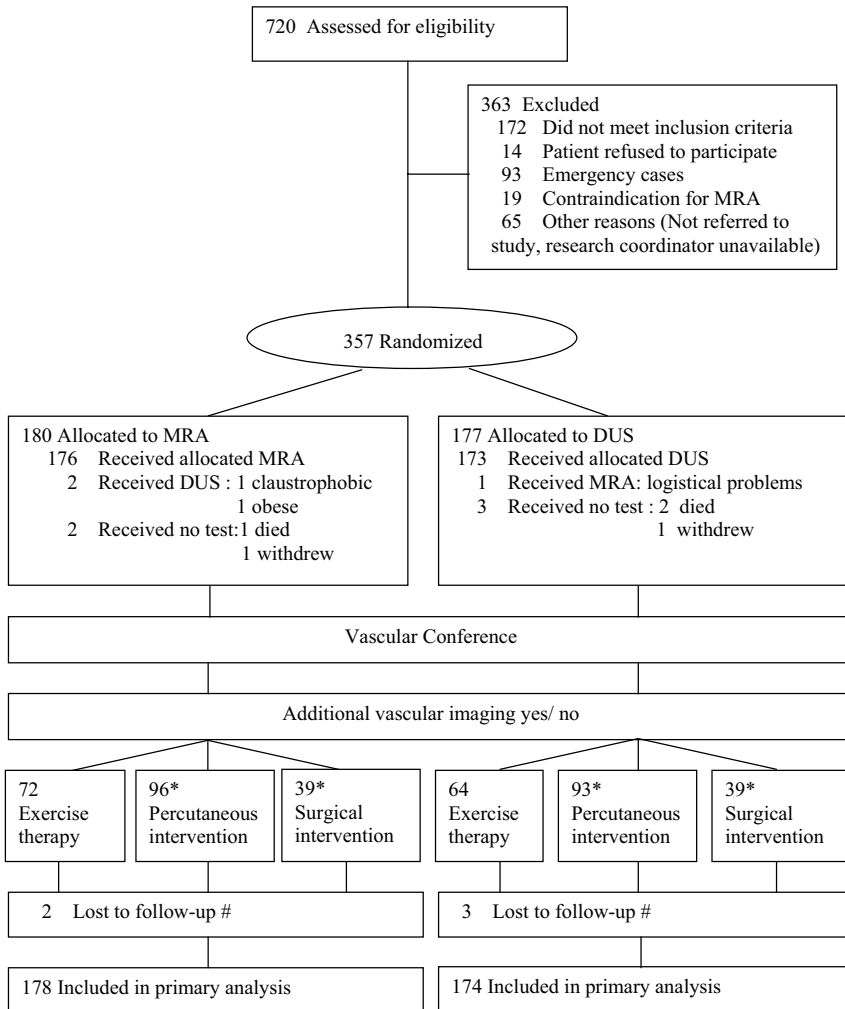 720 Assessed for eligibility
363 Excluded
172 Did not meet inclusion criteria
14 Patient refused to participate
93 Emergency cases
19 Contraindication for MRA
65 Other reasons (Not referred to
study, research coordinator unavailable)
357 Randomized
180 Allocated to MRA
176 Received allocated MRA
2 Received DUS : 1 claustrophobic
1 obese
2 Received no test:1 died
1 withdrew
177 Allocated to DUS
173 Received allocated DUS
1 Received MRA: logistical problems
3 Received no test : 2 died
1 withdrew
Vascular Conference
Additional vascular imaging yes/ no
72
Exercise
therapy
96*
Percutaneous
intervention
39*
Surgical
intervention
64
Exercise
therapy
93*
Percutaneous
intervention
39*
Surgical
intervention
2 Lost to follow-up #
3 Lost to follow-up #
178 Included in primary analysis
174 Included in primary analysis